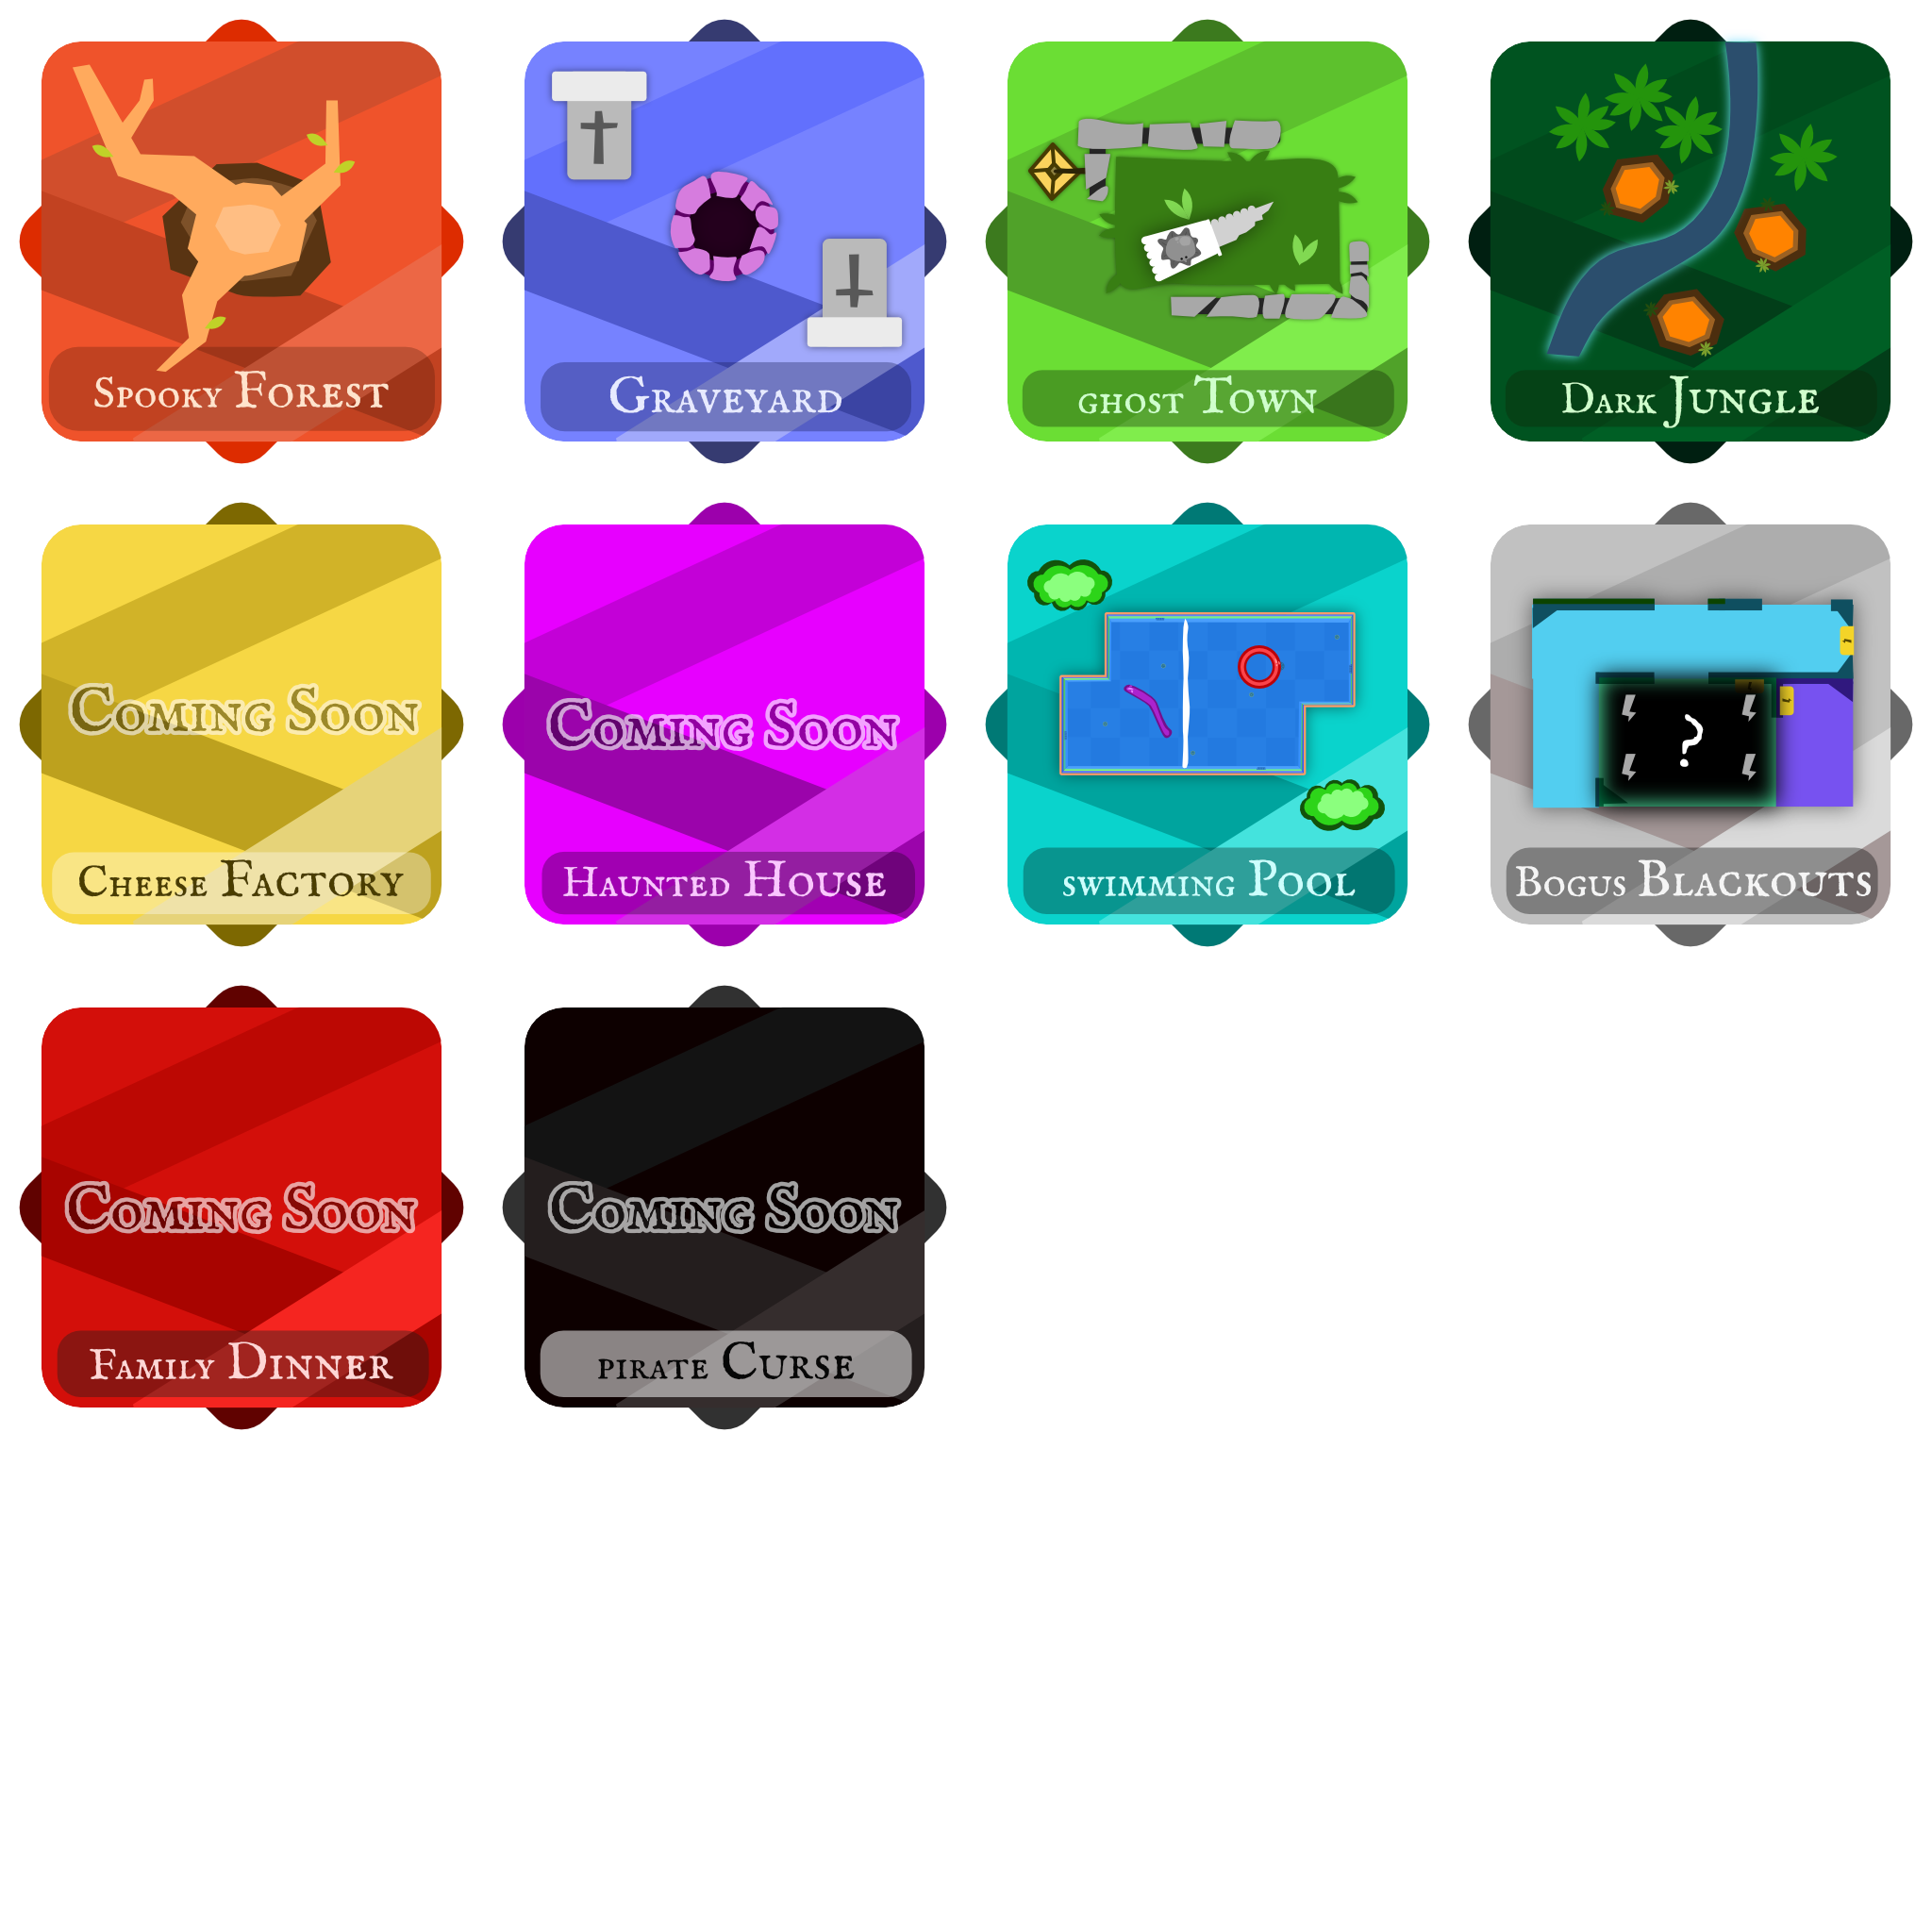 Spooky Forest
Graveyard
ghost Town
Dark Jungle
Coming Soon
Cheese Factory
Coming Soon
Haunted House
swimming Pool
?
Bogus Blackouts
Coming Soon
Family Dinner
Coming Soon
pirate Curse